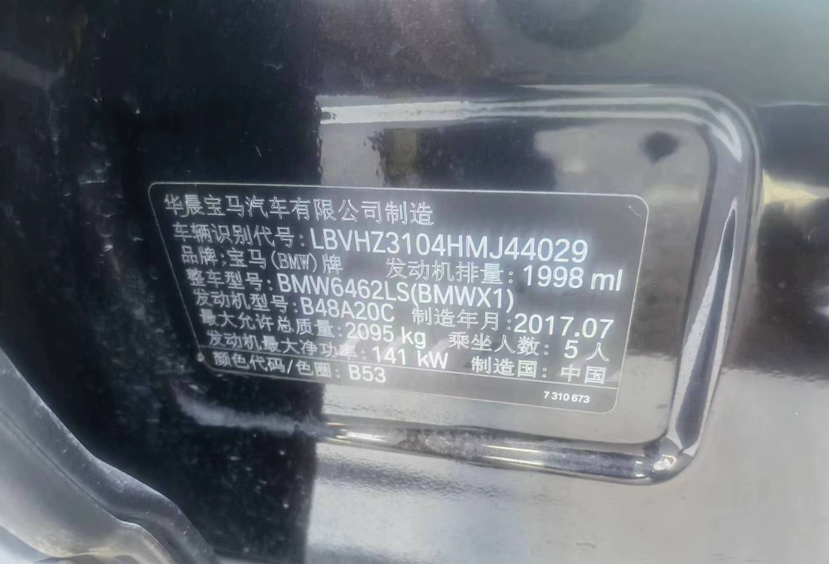 华晨宝马汽车有限公司制造
车辆识别代号: LBVHZ3104HMJ44029
品牌: 宝马(BMW)牌 发动机排量: 1998 ml
整车型号: BMW6462LS(BMWX1)
发动机型号: B48A20C 制造年月: 2017.07
最大允许总质量: 2095 kg 乘坐人数: 5 人
发动机最大净功率: 141 kW 制造国: 中国
颜色代码/色圈: B53
7 310 673